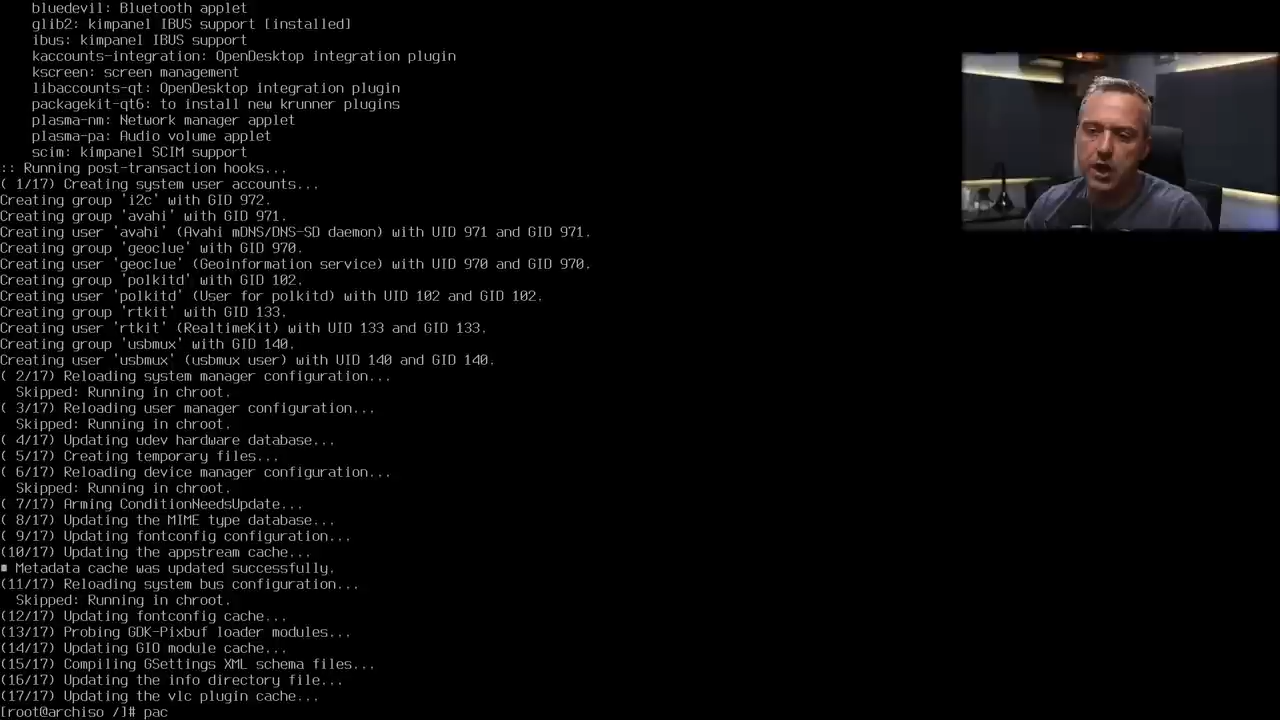 bluedevil: Bluetooth applet
glib2: kimpanel IBUS support [installed]
ibus: kimpanel IBUS support
kaccounts-integration: OpenDesktop integration plugin
kscreen: screen management
libaccounts-qt: OpenDesktop integration plugin
packagekit-qt6: to install new krunner plugins
plasma-nm: Network manager applet
plasma-pa: Audio volume applet
scim: kimpanel SCIM support
:: Running post-transaction hooks...
( 1/17) Creating system user accounts...
Creating group 'i2c' with GID 972.
Creating group 'avahi' with GID 971.
Creating user 'avahi' (Avahi mDNS/DNS-SD daemon) with UID 971 and GID 971.
Creating group 'geoclue' with GID 970.
Creating user 'geoclue' (Geoinformation service) with UID 970 and GID 970.
Creating group 'polkitd' with GID 102.
Creating user 'polkitd' (User for polkitd) with UID 102 and GID 102.
Creating group 'rtkit' with GID 133.
Creating user 'rtkit' (RealtimeKit) with UID 133 and GID 133.
Creating group 'usbmux' with GID 140.
Creating user 'usbmux' (usbmux user) with UID 140 and GID 140.
( 2/17) Reloading system manager configuration...
Skipped: Running in chroot.
( 3/17) Reloading user manager configuration...
Skipped: Running in chroot.
( 4/17) Updating udev hardware database...
( 5/17) Creating temporary files...
( 6/17) Reloading device manager configuration...
Skipped: Running in chroot.
( 7/17) Arming ConditionNeedsUpdate...
( 8/17) Updating the MIME type database...
( 9/17) Updating fontconfig configuration...
(10/17) Updating the appstream cache...
■ Metadata cache was updated successfully.
(11/17) Reloading system bus configuration...
Skipped: Running in chroot.
(12/17) Updating fontconfig cache...
(13/17) Probing GDK-Pixbuf loader modules...
(14/17) Updating GIO module cache...
(15/17) Compiling GSettings XML schema files...
(16/17) Updating the info directory file...
(17/17) Updating the vlc plugin cache...
[root@archiso /]# pac